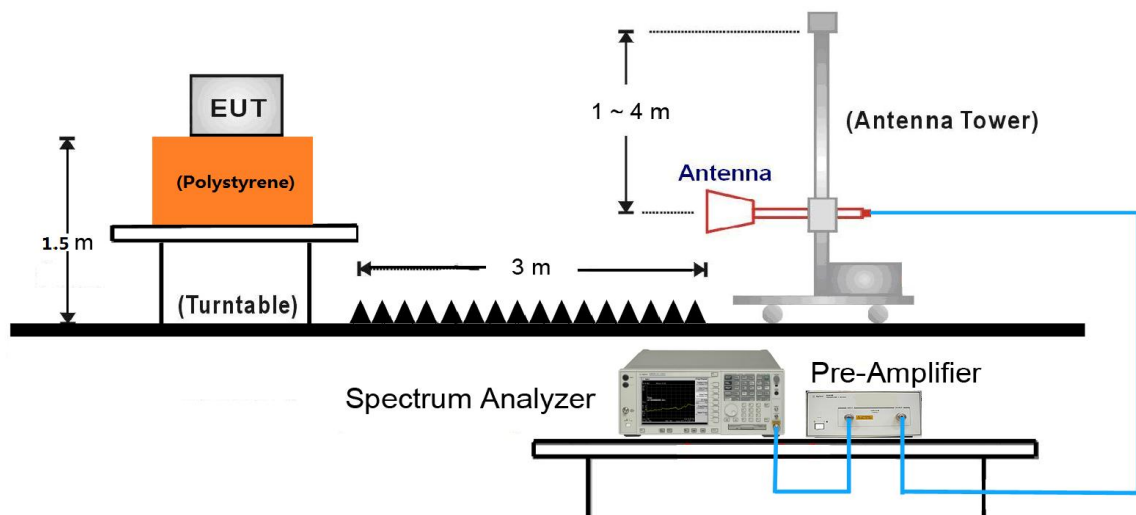 EUT
1 ~ 4 m
(Antenna Tower)
Antenna
(Polystyrene)
1.5 m
3 m
(Turntable)
Spectrum Analyzer
Pre-Amplifier